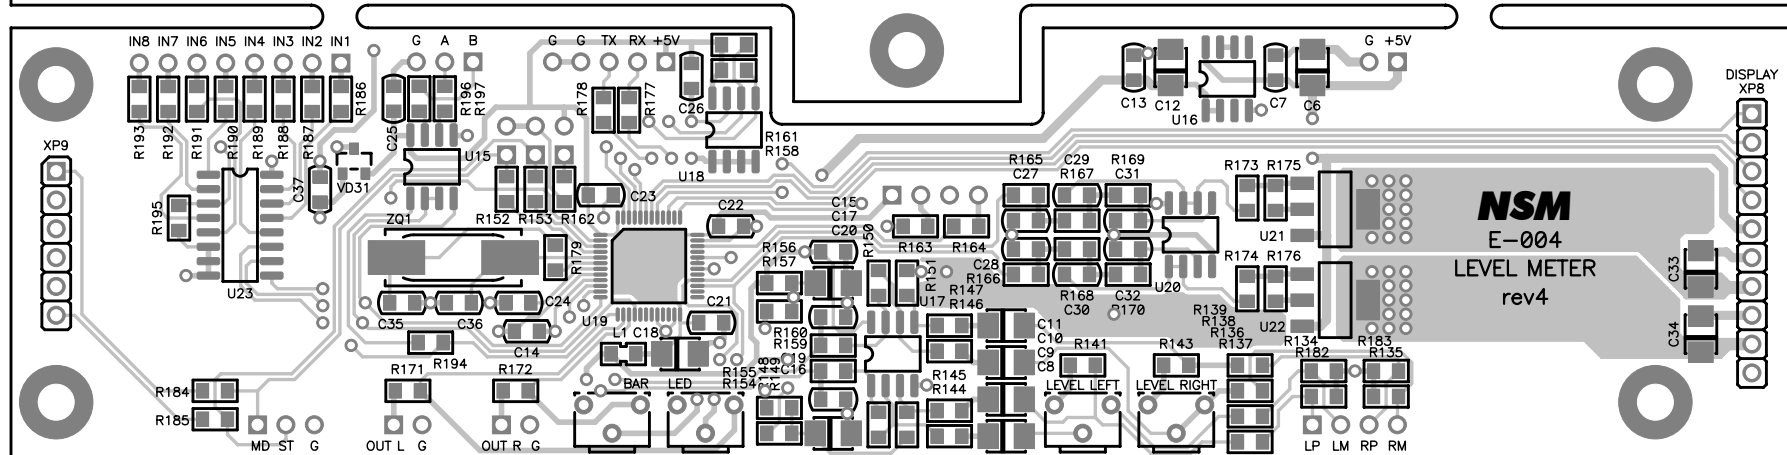 IN8 IN7 IN6 IN5 IN4 IN3 IN2 IN1
G A B
G G TX RX +5V
G +5V
DISPLAY
XP8
XP9
R193 R192 R191 R190 R189 R188 R187 R186
C25 R196 R197
R178 R177 C26
C13 C12 U16 C7 C6
R161
R158
U15 U18
C37 VD31
R195
U23
ZQ1
R152 R153 R162
C23
C22
R179
C35 C36 C24
C14
U19
L1 C18 C21
R194
C15
C17
C20
R150
R163 R164
R156
R157
R151
U17
R160
R159
C19
C16
R155
R154
R148
R149
R165 C29 R169
C27 R167 C31
C28
R166
R147
R146
R168 C32
C30 R170
U20
R173 R175
U21
R174 R176
U22
NSM
E-004
LEVEL METER
rev4
C33
C34
R139
R138
R136
R137
R134
R182
R183
R135
C11
C10
C9
C8
R145
R144
R141 R143
LEVEL LEFT LEVEL RIGHT
R171 R172
BAR LED
R184
R185
MD ST G
OUT L G
OUT R G
LP LM RP RM